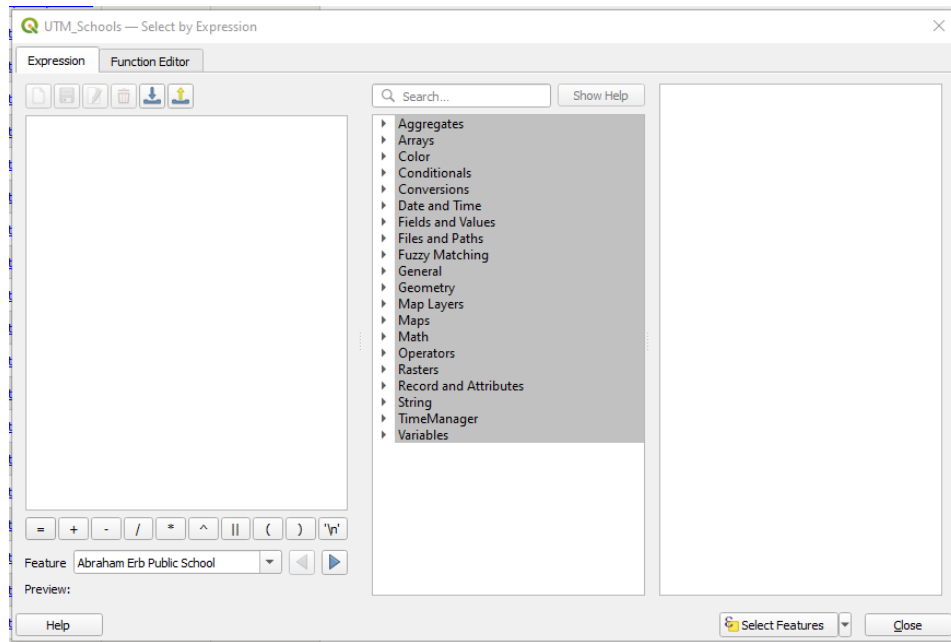 UTM_Schools — Select by Expression
Expression
Function Editor
Search...
Show Help
Aggregates
Arrays
Color
Conditionals
Conversions
Date and Time
Fields and Values
Files and Paths
Fuzzy Matching
General
Geometry
Map Layers
Maps
Math
Operators
Rasters
Record and Attributes
String
TimeManager
Variables
= + - / * ^ || ( ) '\n'
Feature Abraham Erb Public School
Preview:
Help
Select Features
Close